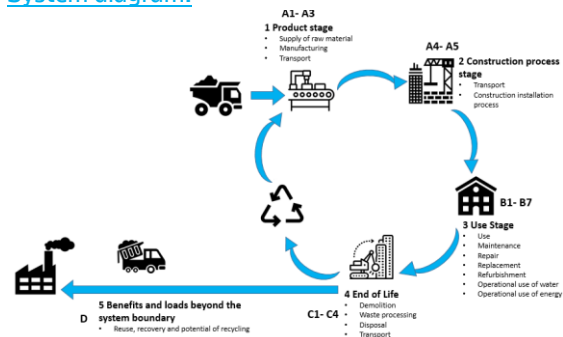 System diagram:
A1- A3
1 Product stage
• Supply of raw material
• Manufacturing
• Transport
A4- A5
2 Construction process
stage
• Transport
• Construction installation
process
B1- B7
3 Use Stage
• Use
• Maintenance
• Repair
• Replacement
• Refurbishment
• Operational use of water
• Operational use of energy
4 End of Life
C1- C4
• Demolition
• Waste processing
• Disposal
• Transport
5 Benefits and loads beyond the
D system boundary
• Reuse, recovery and potential of recycling